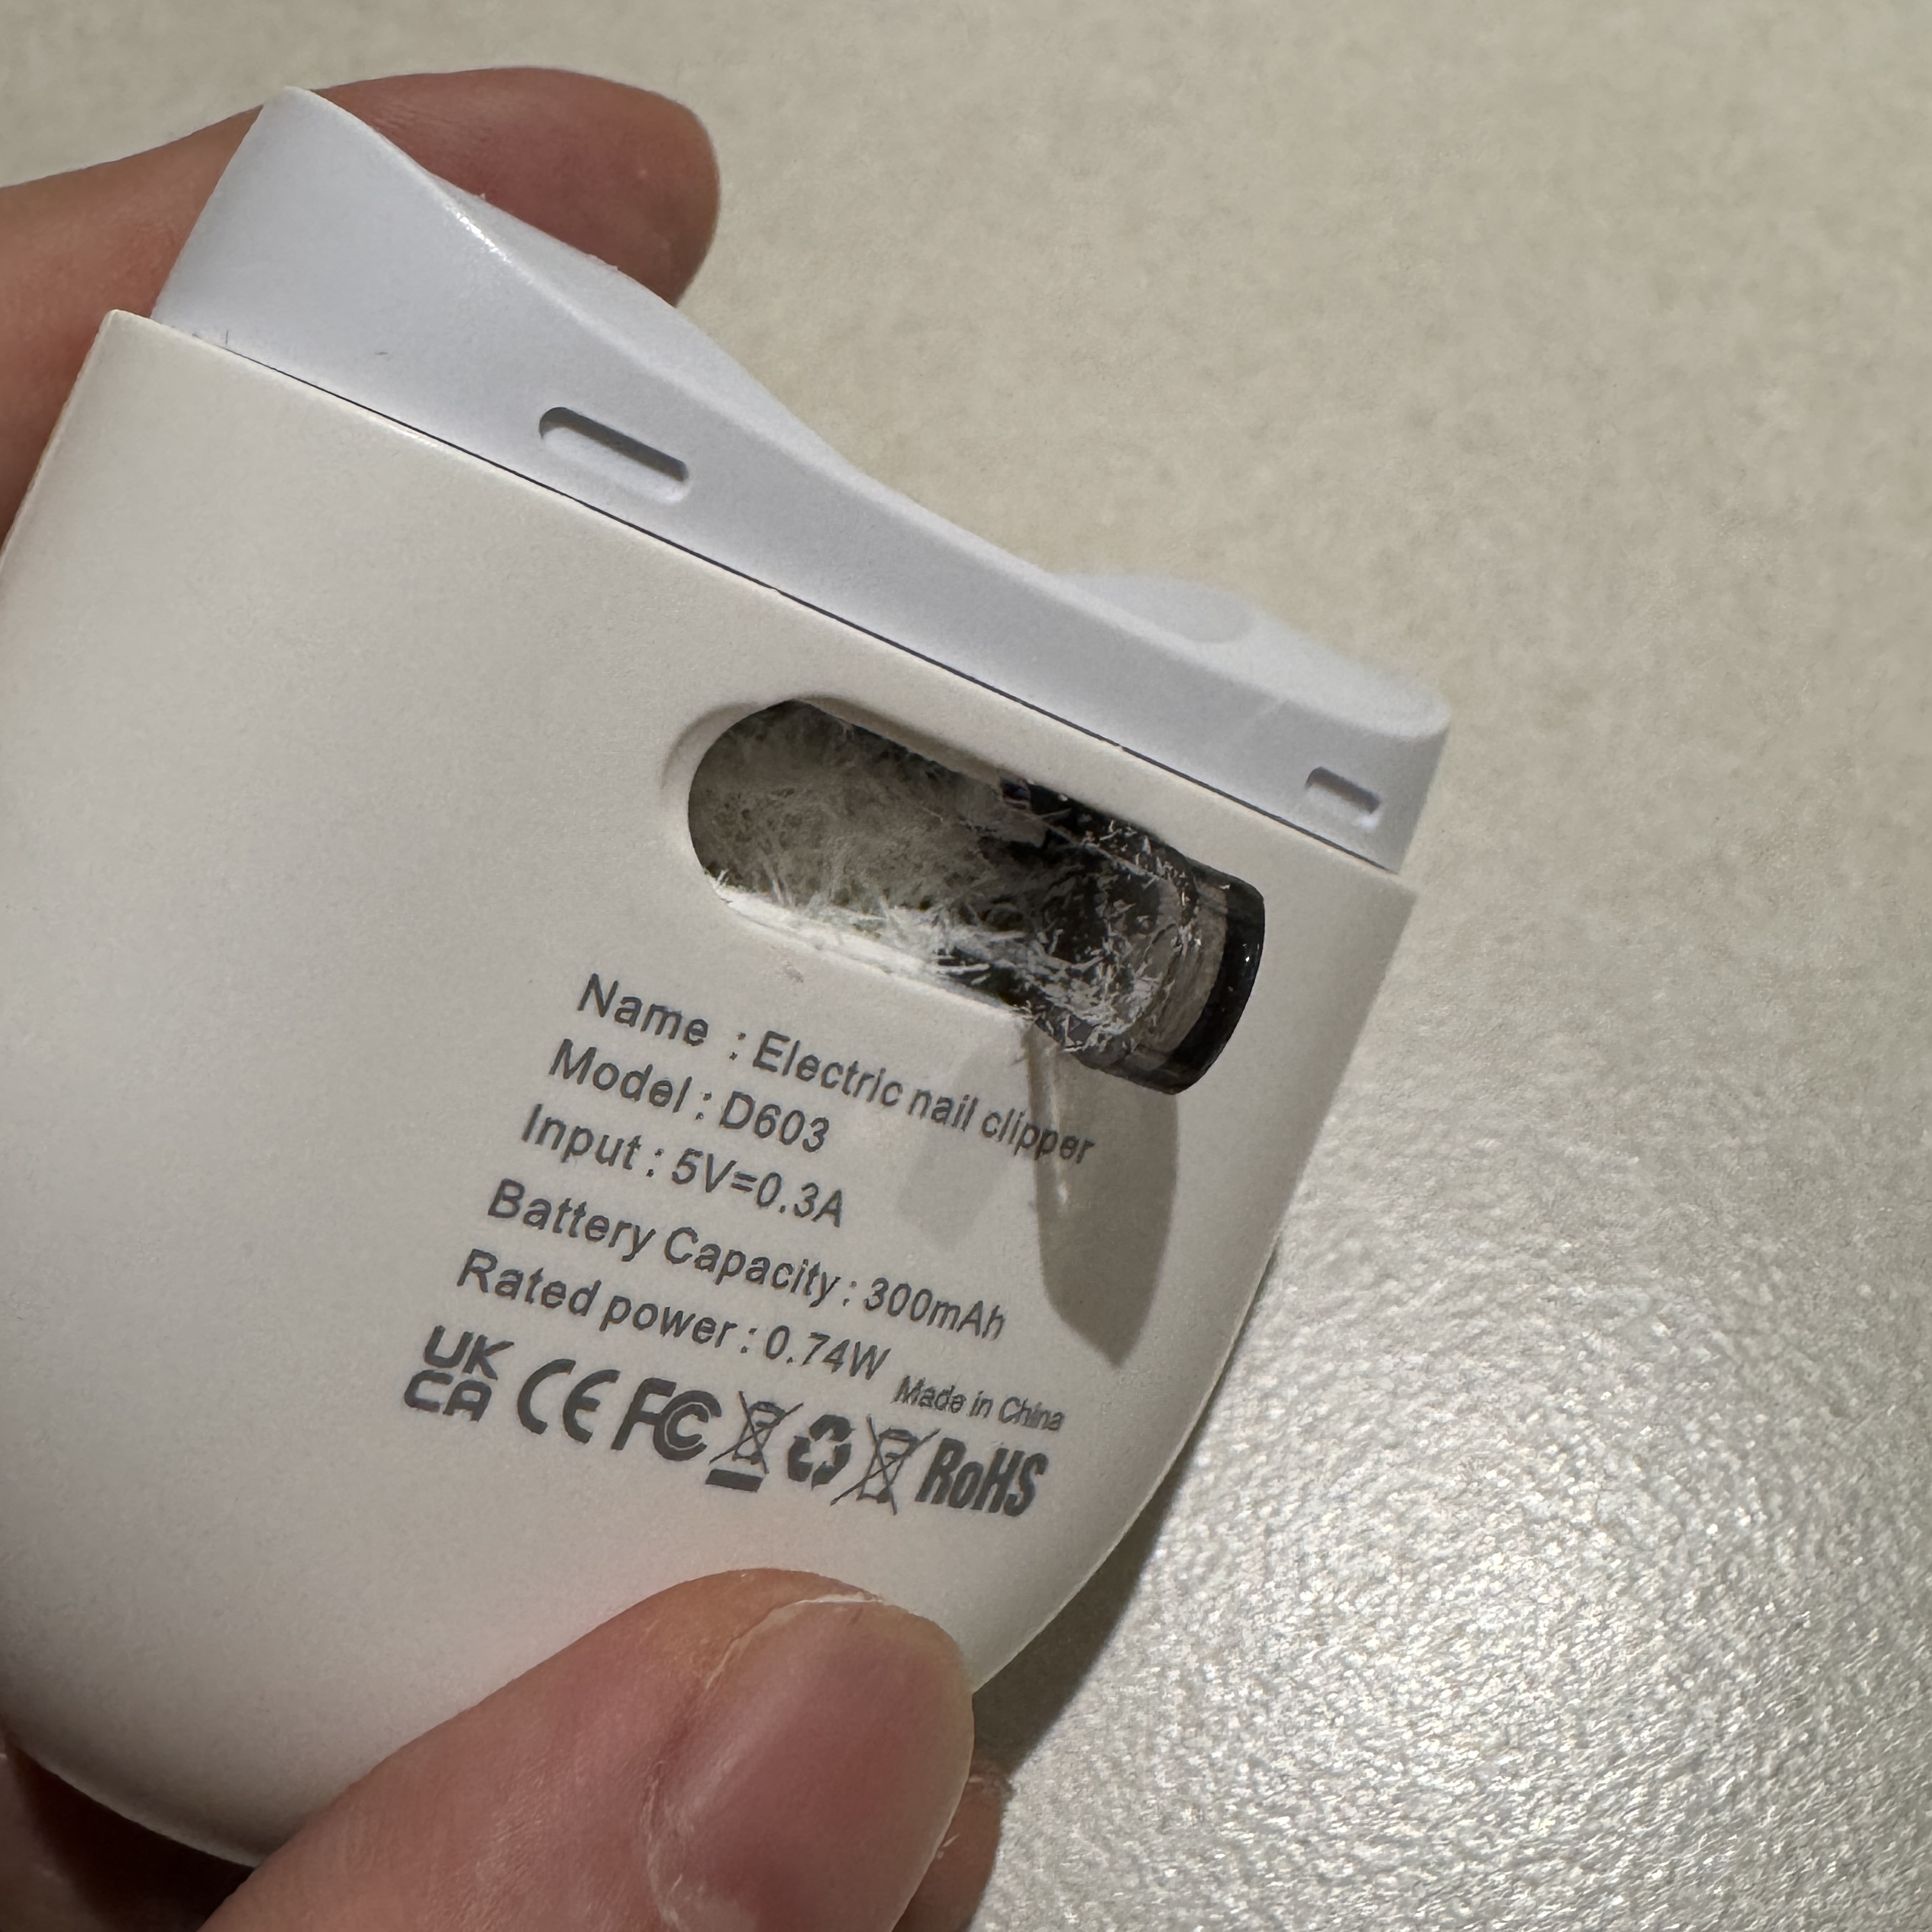 Name : Electric nail clipper
Model : D603
Input : 5V=0.3A
Battery Capacity : 300mAh
Rated power : 0.74W
Made in China
UK
CA CE FC RoHS